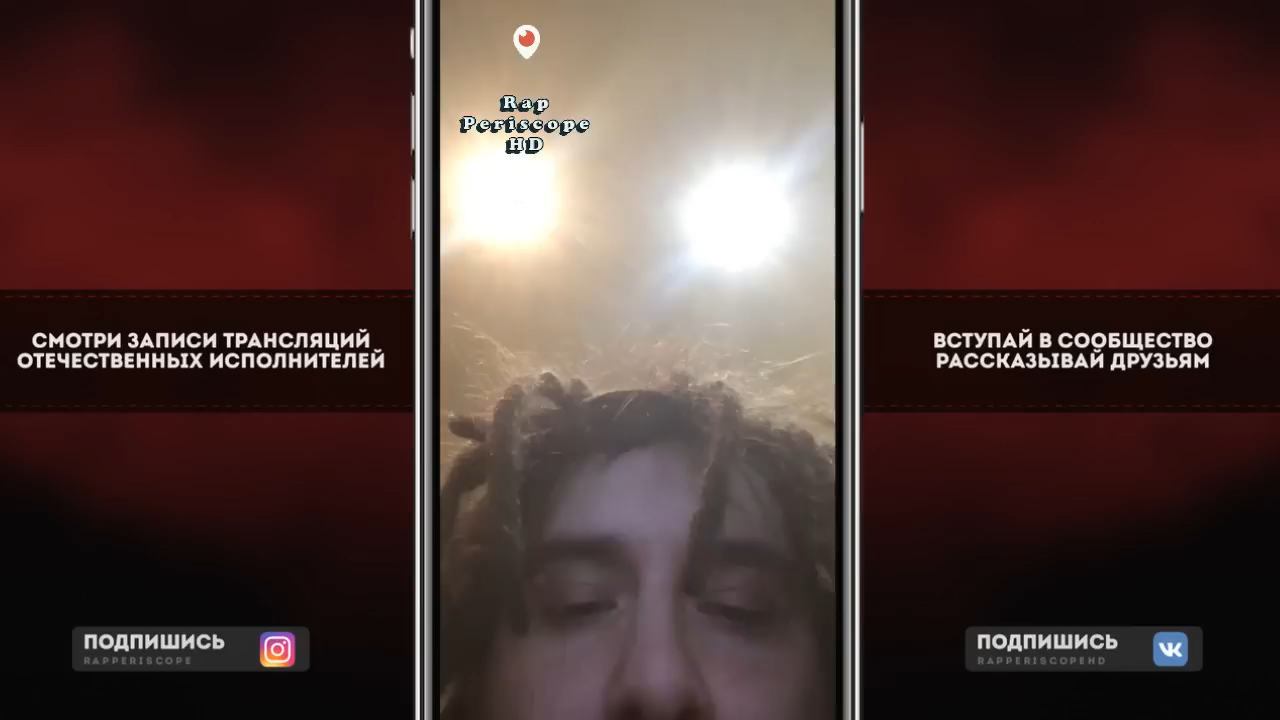 Rap
Periscope
HD
СМОТРИ ЗАПИСИ ТРАНСЛЯЦИЙ
ОТЕЧЕСТВЕННЫХ ИСПОЛНИТЕЛЕЙ
ВСТУПАЙ В СООБЩЕСТВО
РАССКАЗЫВАЙ ДРУЗЬЯМ
ПОДПИШИСЬ
RAPPERISCOPE
ПОДПИШИСЬ
RAPPERISCOPEHD